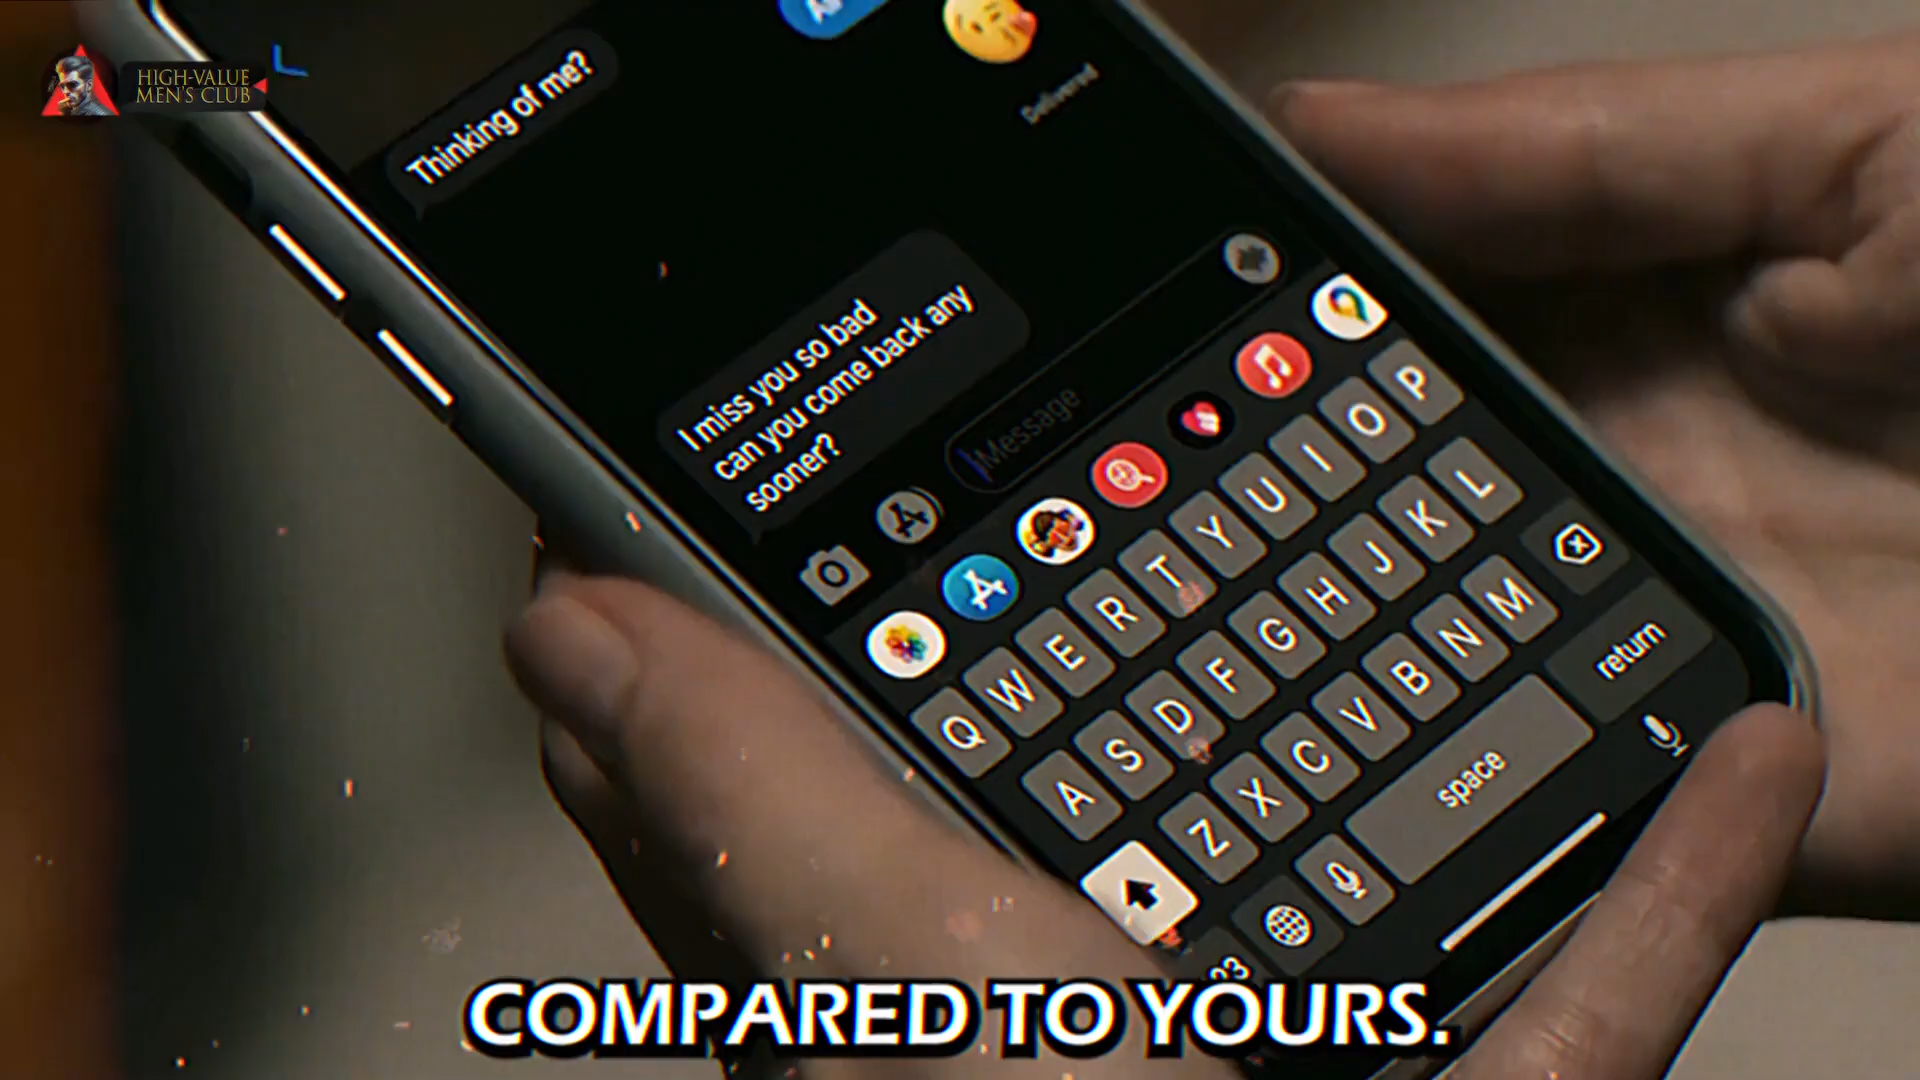 HIGH-VALUE
MEN'S CLUB
Thinking of me?
Delivered
I miss you so bad
can you come back any
sooner?
Message
Q W E R T Y U I O P
A S D F G H J K L
Z X C V B N M
space
return
COMPARED TO YOURS.